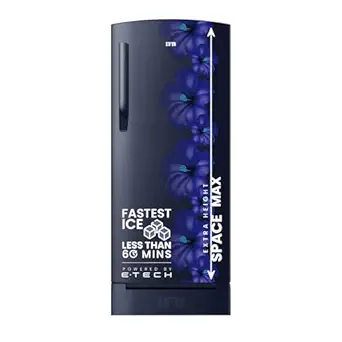 IFB
FASTEST
ICE
LESS THAN
60 MINS
POWERED BY
E·TECH
EXTRA HEIGHT
SPACE MAX